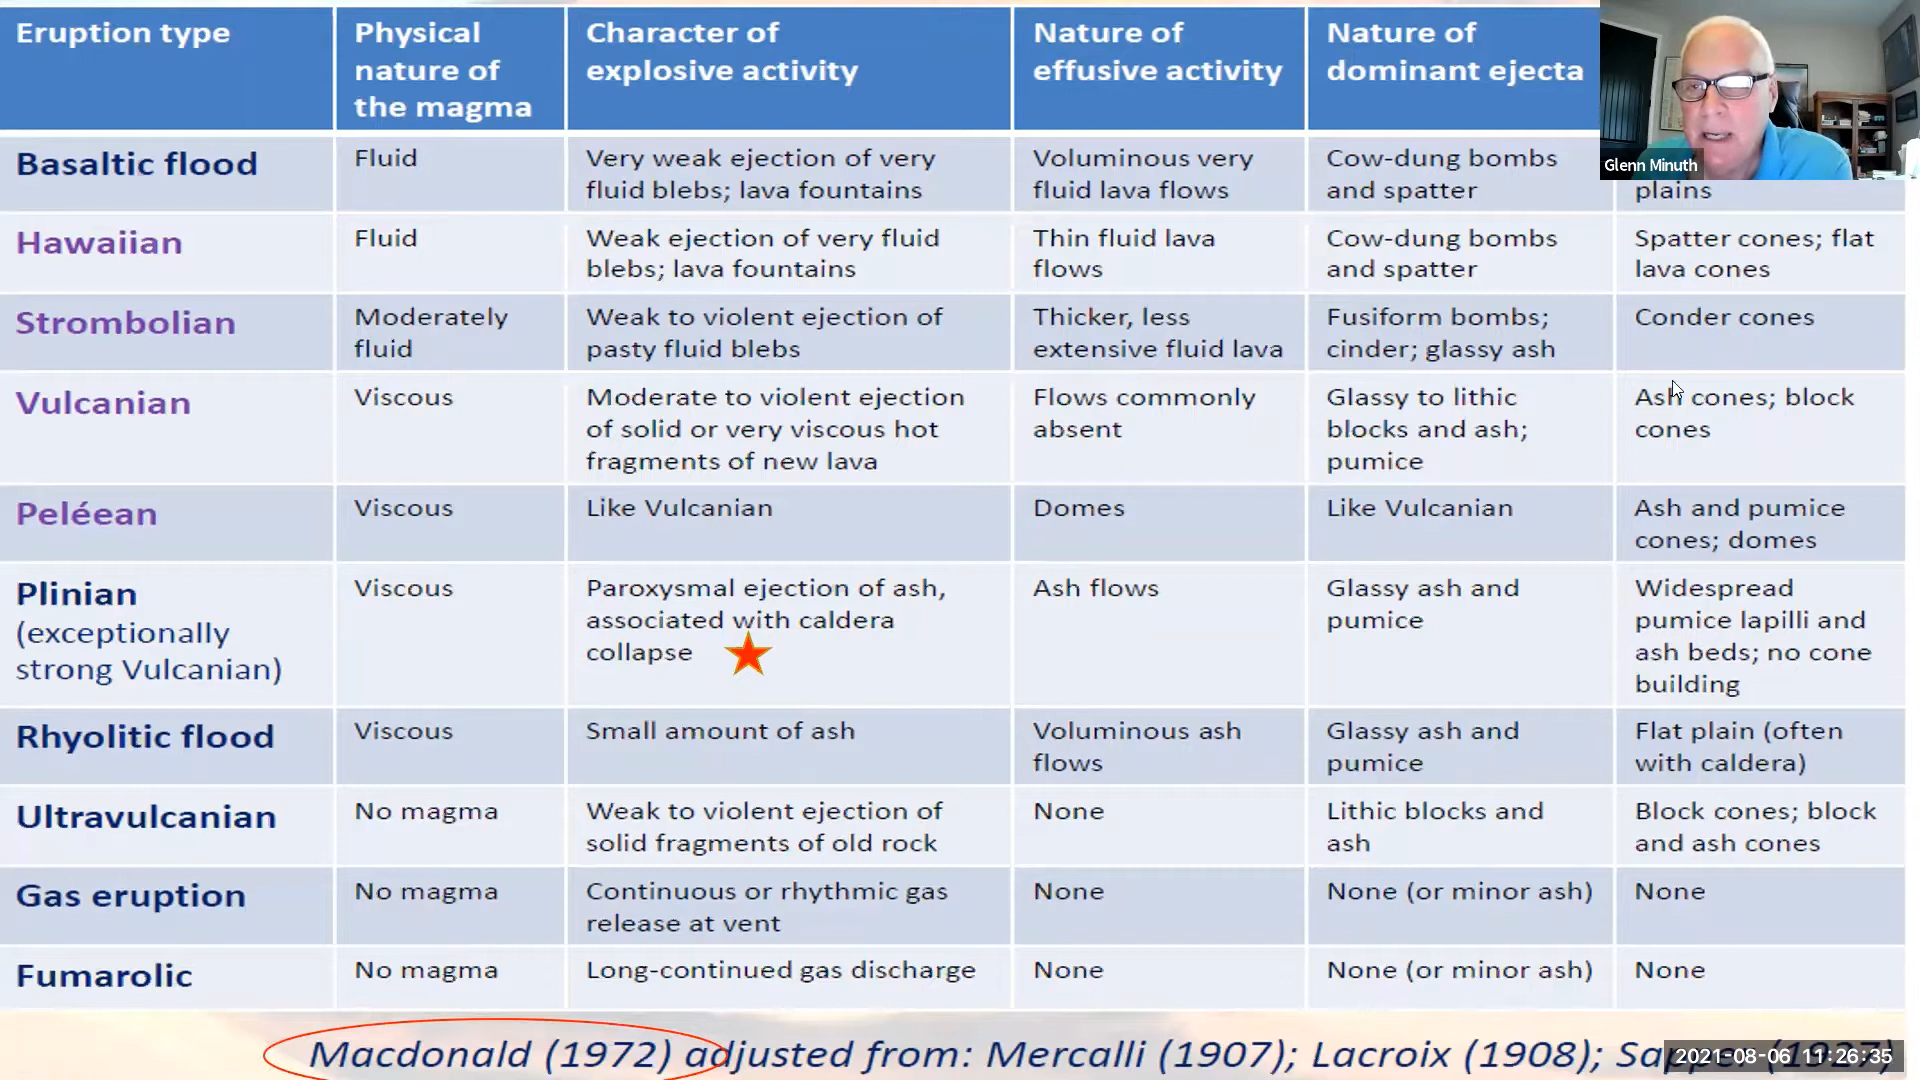 Eruption type
Physical
nature of
the magma
Character of
explosive activity
Nature of
effusive activity
Nature of
dominant ejecta
Glenn Minuth
Basaltic flood
Fluid
Very weak ejection of very
fluid blebs; lava fountains
Voluminous very
fluid lava flows
Cow-dung bombs
and spatter
plains
Hawaiian
Fluid
Weak ejection of very fluid
blebs; lava fountains
Thin fluid lava
flows
Cow-dung bombs
and spatter
Spatter cones; flat
lava cones
Strombolian
Moderately
fluid
Weak to violent ejection of
pasty fluid blebs
Thicker, less
extensive fluid lava
Fusiform bombs;
cinder; glassy ash
Conder cones
Vulcanian
Viscous
Moderate to violent ejection
of solid or very viscous hot
fragments of new lava
Flows commonly
absent
Glassy to lithic
blocks and ash;
pumice
Ash cones; block
cones
Peléean
Viscous
Like Vulcanian
Domes
Like Vulcanian
Ash and pumice
cones; domes
Plinian
(exceptionally
strong Vulcanian)
Viscous
Paroxysmal ejection of ash,
associated with caldera
collapse
Ash flows
Glassy ash and
pumice
Widespread
pumice lapilli and
ash beds; no cone
building
Rhyolitic flood
Viscous
Small amount of ash
Voluminous ash
flows
Glassy ash and
pumice
Flat plain (often
with caldera)
Ultravulcanian
No magma
Weak to violent ejection of
solid fragments of old rock
None
Lithic blocks and
ash
Block cones; block
and ash cones
Gas eruption
No magma
Continuous or rhythmic gas
release at vent
None
None (or minor ash)
None
Fumarolic
No magma
Long-continued gas discharge
None
None (or minor ash)
None
Macdonald (1972) adjusted from: Mercalli (1907); Lacroix (1908); Sapper (1927)
2021-08-06 11:26:35